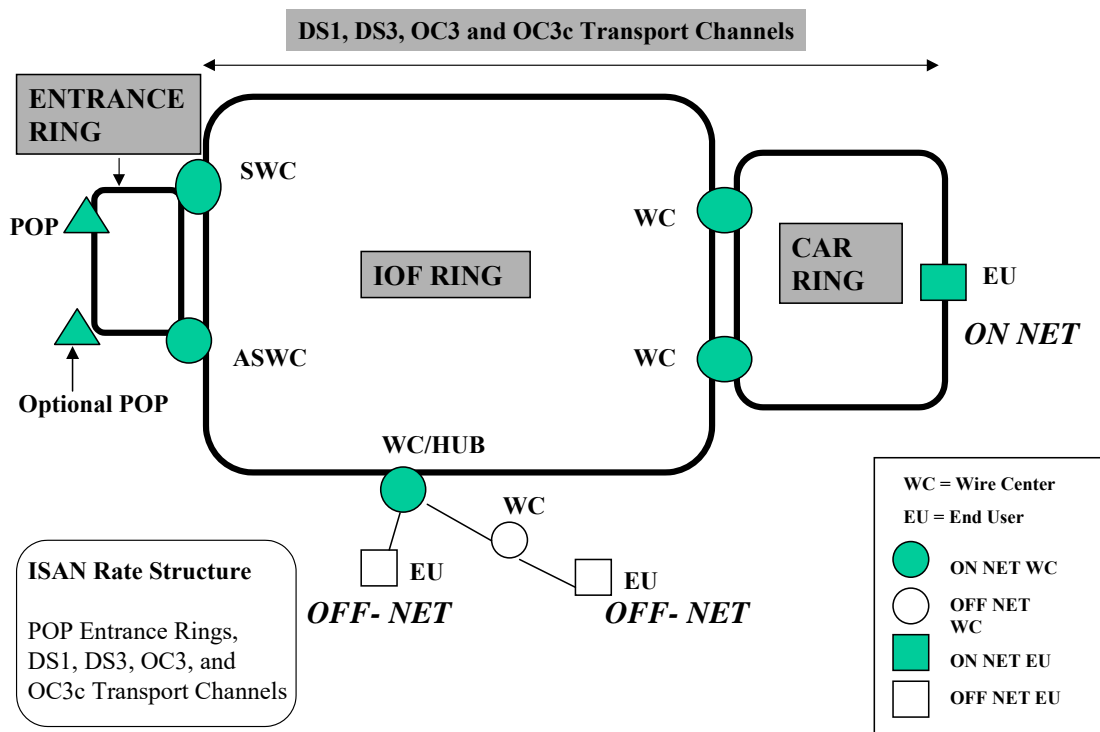 DS1, DS3, OC3 and OC3c Transport Channels
ENTRANCE
RING
SWC
POP
WC
CAR
RING
IOF RING
EU
ON NET
ASWC
WC
Optional POP
WC/HUB
WC
EU
EU
OFF- NET
OFF- NET
ISAN Rate Structure
POP Entrance Rings,
DS1, DS3, OC3, and
OC3c Transport Channels
WC = Wire Center
EU = End User
ON NET WC
OFF NET
WC
ON NET EU
OFF NET EU